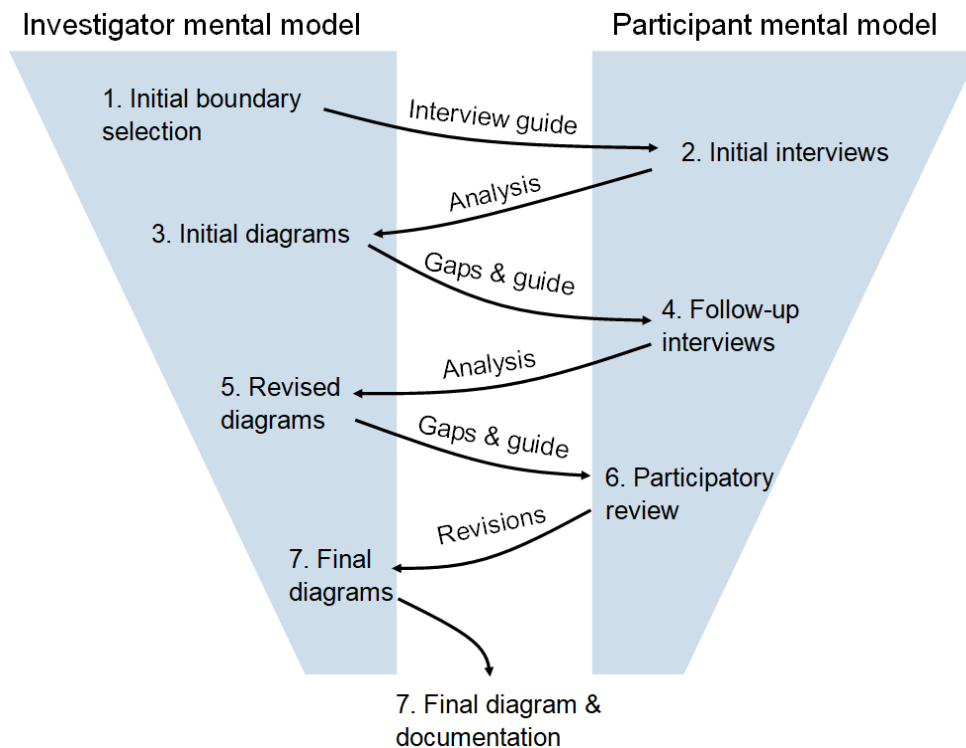 Investigator mental model
Participant mental model
1. Initial boundary
selection
Interview guide
2. Initial interviews
Analysis
3. Initial diagrams
Gaps & guide
4. Follow-up
interviews
Analysis
5. Revised
diagrams
Gaps & guide
6. Participatory
review
Revisions
7. Final
diagrams
7. Final diagram &
documentation